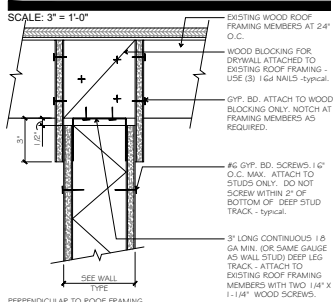 SCALE: 3" = 1'-0"
EXISTING WOOD ROOF
FRAMING MEMBERS AT 24"
O.C.
WOOD BLOCKING FOR
DRYWALL ATTACHED TO
EXISTING ROOF FRAMING -
USE (3) 16d NAILS -typical.
GYP. BD. ATTACH TO WOOD
BLOCKING ONLY. NOTCH AT
FRAMING MEMBERS AS
REQUIRED.
3"
1/2"
#6 GYP. BD. SCREWS. 16"
O.C. MAX. ATTACH TO
STUDS ONLY. DO NOT
SCREW WITHIN 2" OF
BOTTOM OF DEEP STUD
TRACK - typical.
3" LONG CONTINUOUS 18
GA MIN. (OR SAME GAUGE
AS WALL STUD) DEEP LEG
TRACK - ATTACH TO
EXISTING ROOF FRAMING
MEMBERS WITH TWO 1/4" X
1-1/4" WOOD SCREWS.
SEE WALL
TYPE
PERPENDICULAR TO ROOF FRAMING